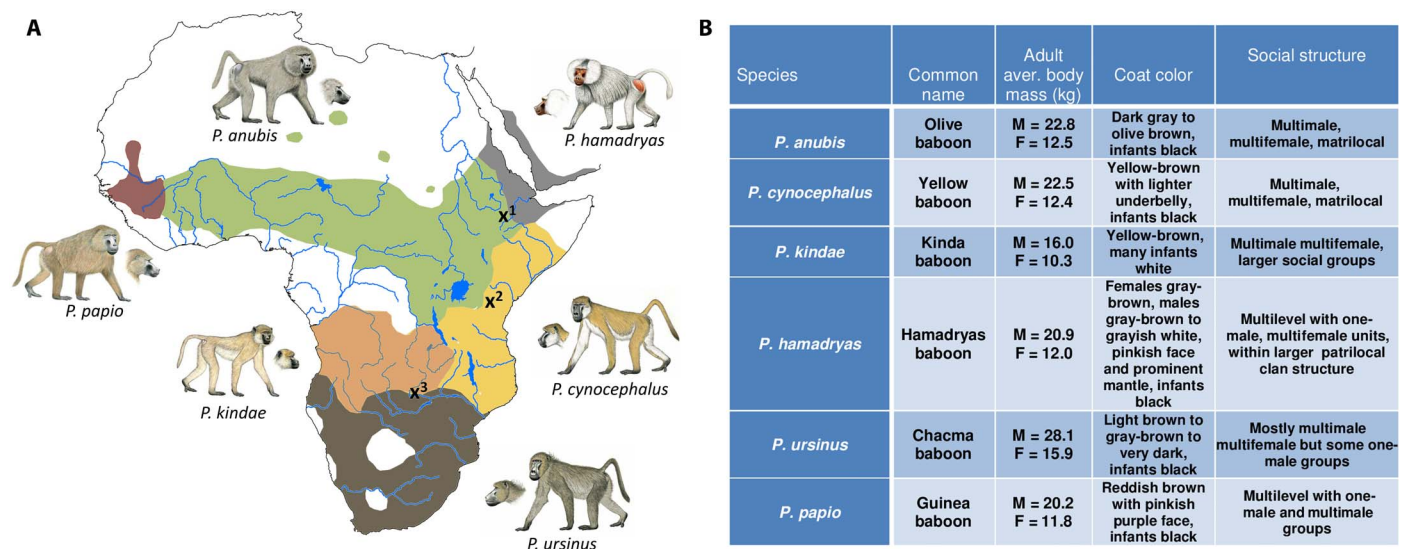 A
P. anubis
P. hamadryas
x1
P. papio
x2
P. kindae
P. cynocephalus
x3
P. ursinus
B
Species
Common
name
Adult
aver. body
mass (kg)
Coat color
Social structure
P. anubis
Olive
baboon
M = 22.8
F = 12.5
Dark gray to
olive brown,
infants black
Multimale,
multifemale, matrilocal
P. cynocephalus
Yellow
baboon
M = 22.5
F = 12.4
Yellow-brown
with lighter
underbelly,
infants black
Multimale,
multifemale, matrilocal
P. kindae
Kinda
baboon
M = 16.0
F = 10.3
Yellow-brown,
many infants
white
Multimale multifemale,
larger social groups
P. hamadryas
Hamadryas
baboon
M = 20.9
F = 12.0
Females gray-
brown, males
gray-brown to
grayish white,
pinkish face
and prominent
mantle, infants
black
Multilevel with one-
male, multifemale units,
within larger patrilocal
clan structure
P. ursinus
Chacma
baboon
M = 28.1
F = 15.9
Light brown to
gray-brown to
very dark,
infants black
Mostly multimale
multifemale but some one-
male groups
P. papio
Guinea
baboon
M = 20.2
F = 11.8
Reddish brown
with pinkish
purple face,
infants black
Multilevel with one-
male and multimale
groups